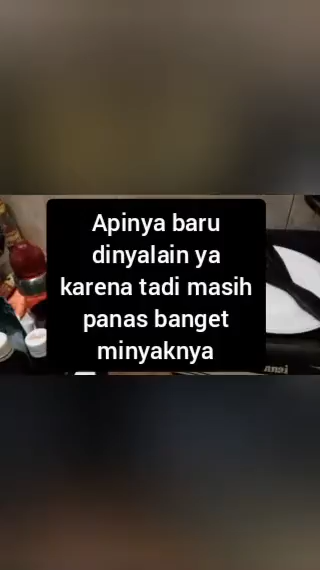 Apinya baru
dinyalain ya
karena tadi masih
panas banget
minyaknya